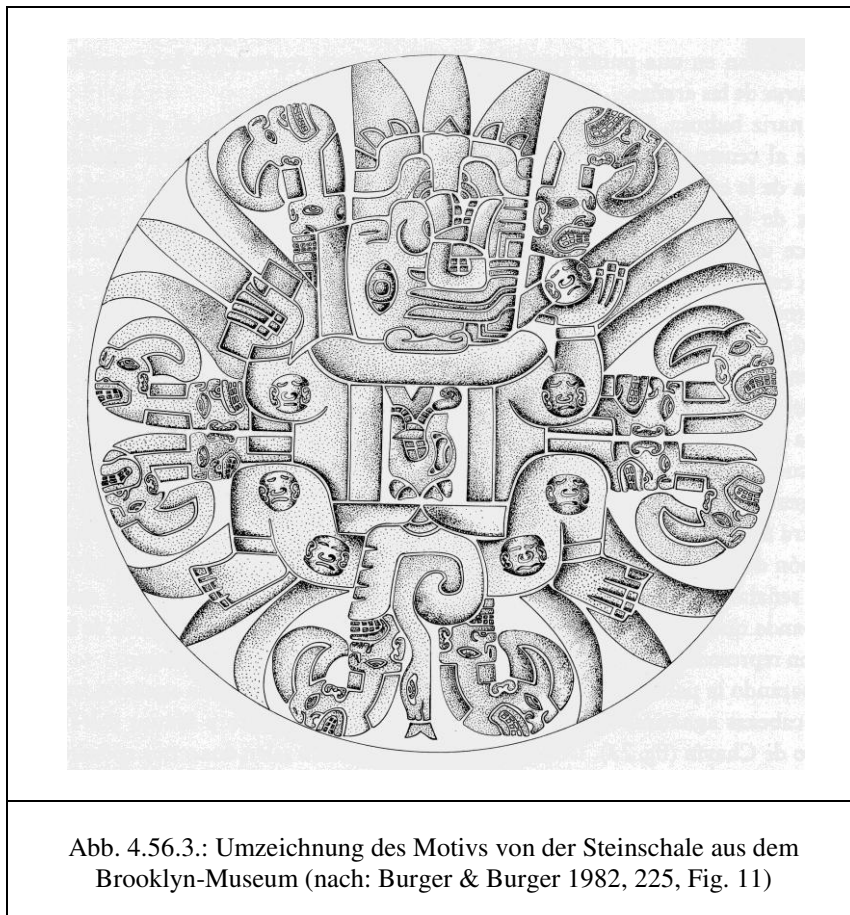 Abb. 4.56.3.: Umzeichnung des Motivs von der Steinschale aus dem
Brooklyn-Museum (nach: Burger & Burger 1982, 225, Fig. 11)